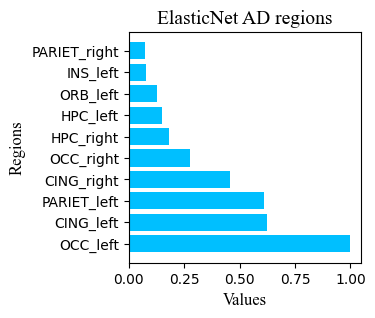 ElasticNet AD regions
PARIET_right
INS_left
ORB_left
HPC_left
HPC_right
OCC_right
CING_right
PARIET_left
CING_left
OCC_left
Regions
0.00 0.25 0.50 0.75 1.00
Values